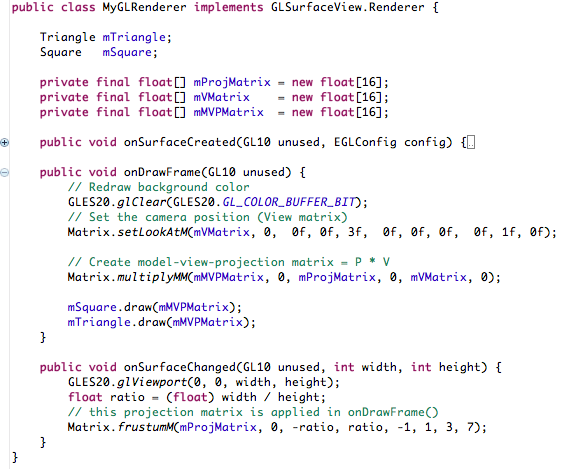 public class MyGLRenderer implements GLSurfaceView.Renderer {
Triangle mTriangle;
Square   mSquare;
private final float[] mProjMatrix = new float[16];
private final float[] mVMatrix    = new float[16];
private final float[] mMVPMatrix  = new float[16];
public void onSurfaceCreated(GL10 unused, EGLConfig config) {
public void onDrawFrame(GL10 unused) {
// Redraw background color
GLES20.glClear(GLES20.GL_COLOR_BUFFER_BIT);
// Set the camera position (View matrix)
Matrix.setLookAtM(mVMatrix, 0,  0f, 0f, 3f,  0f, 0f, 0f,  0f, 1f, 0f);
// Create model-view-projection matrix = P * V
Matrix.multiplyMM(mMVPMatrix, 0, mProjMatrix, 0, mVMatrix, 0);
mSquare.draw(mMVPMatrix);
mTriangle.draw(mMVPMatrix);
}
public void onSurfaceChanged(GL10 unused, int width, int height) {
GLES20.glViewport(0, 0, width, height);
float ratio = (float) width / height;
// this projection matrix is applied in onDrawFrame()
Matrix.frustumM(mProjMatrix, 0, -ratio, ratio, -1, 1, 3, 7);
}
}